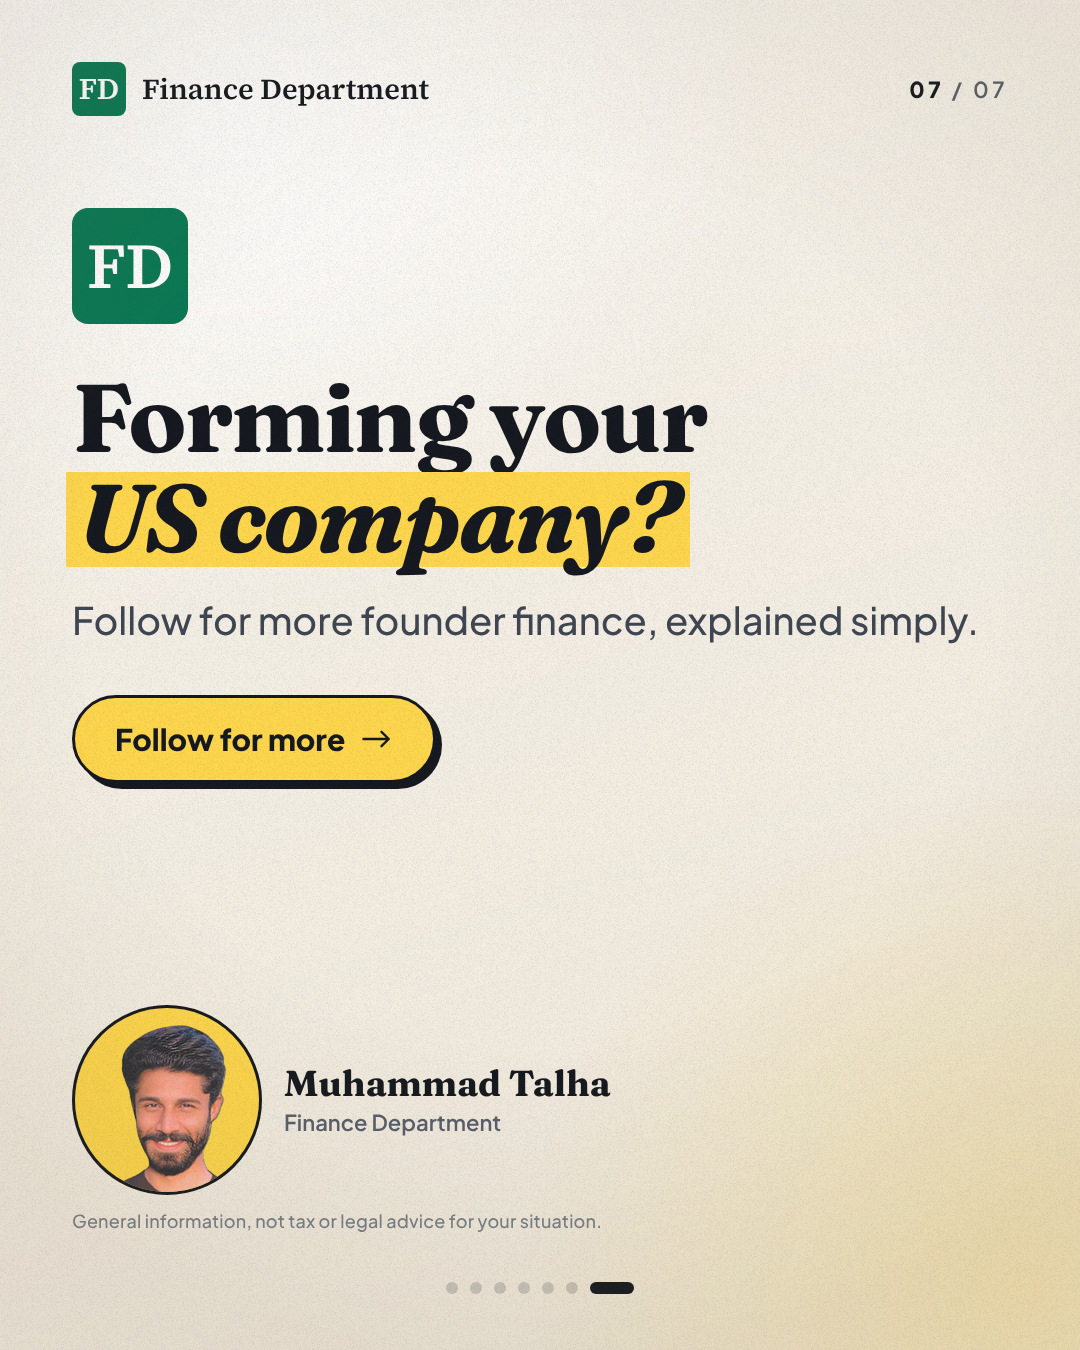 FD Finance Department
07 / 07
FD
Forming your
US company?
Follow for more founder finance, explained simply.
Follow for more →
Muhammad Talha
Finance Department
General information, not tax or legal advice for your situation.